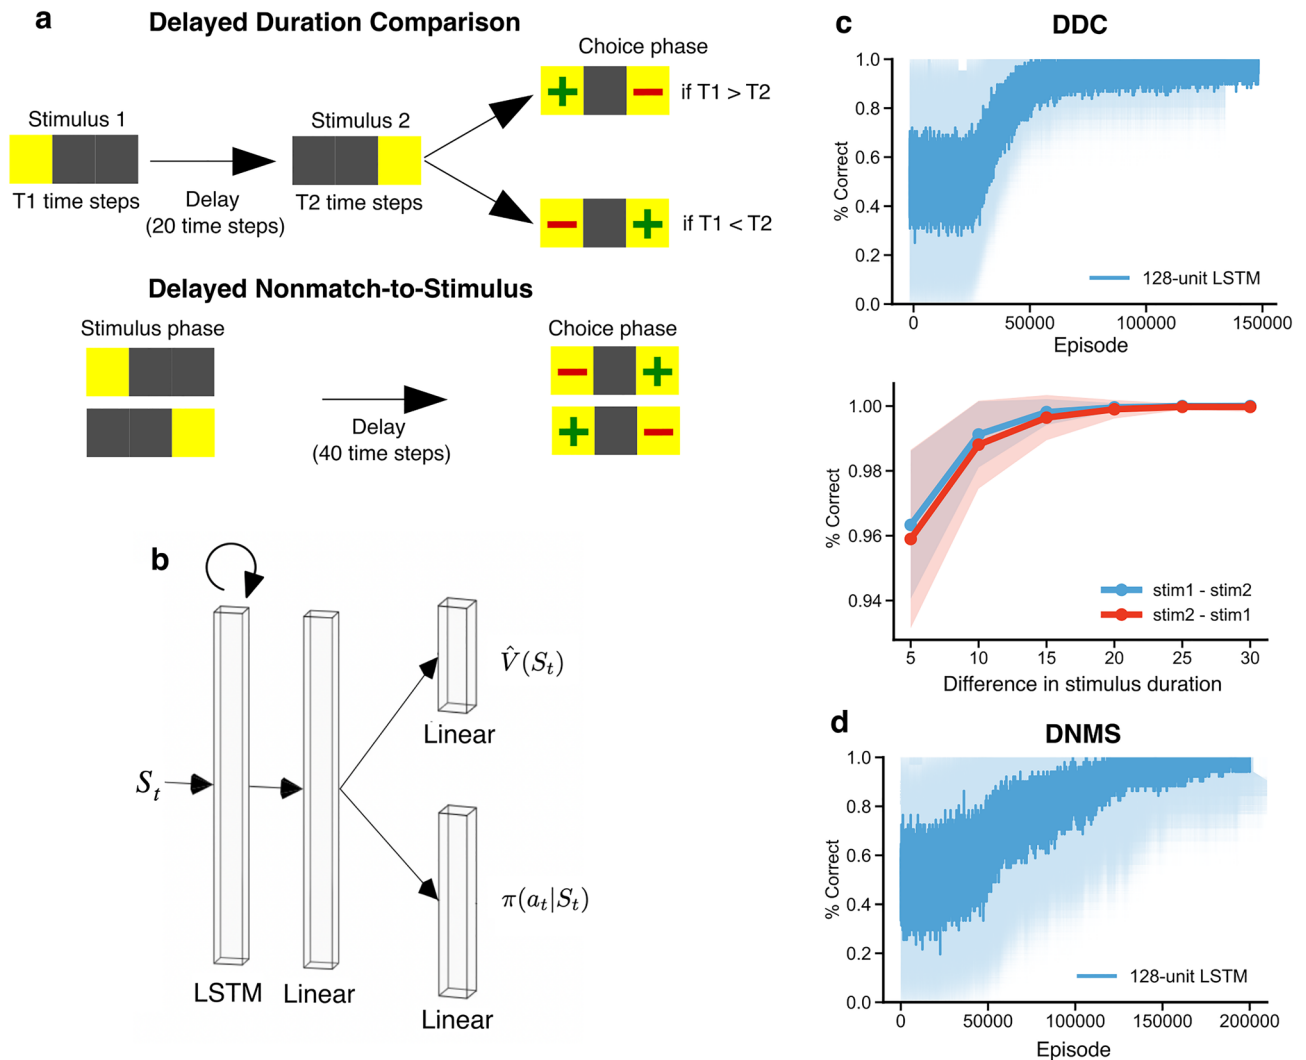 a
Delayed Duration Comparison
Choice phase
+ −
if T1 > T2
Stimulus 1
Stimulus 2
T1 time steps
Delay
(20 time steps)
T2 time steps
− +
if T1 < T2
Delayed Nonmatch-to-Stimulus
Stimulus phase
Choice phase
− +
+ −
Delay
(40 time steps)
b
V̂(S_t)
Linear
S_t
π(a_t|S_t)
LSTM
Linear
Linear
c
DDC
1.0
0.8
0.6
0.4
0.2
0.0
% Correct
128-unit LSTM
0 50000 100000 150000
Episode
1.00
0.98
0.96
0.94
% Correct
stim1 - stim2
stim2 - stim1
5 10 15 20 25 30
Difference in stimulus duration
d
DNMS
1.0
0.8
0.6
0.4
0.2
0.0
% Correct
128-unit LSTM
0 50000 100000 150000 200000
Episode